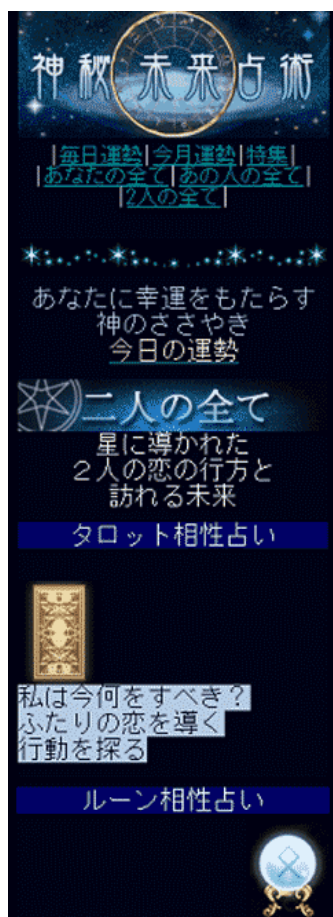 神秘未来占術
|毎日運勢|今月運勢|特集|
|あなたの全て|あの人の全て|
|2人の全て|
あなたに幸運をもたらす
神のささやき
今日の運勢
二人の全て
星に導かれた
２人の恋の行方と
訪れる未来
タロット相性占い
私は今何をすべき？
ふたりの恋を導く
行動を探る
ルーン相性占い